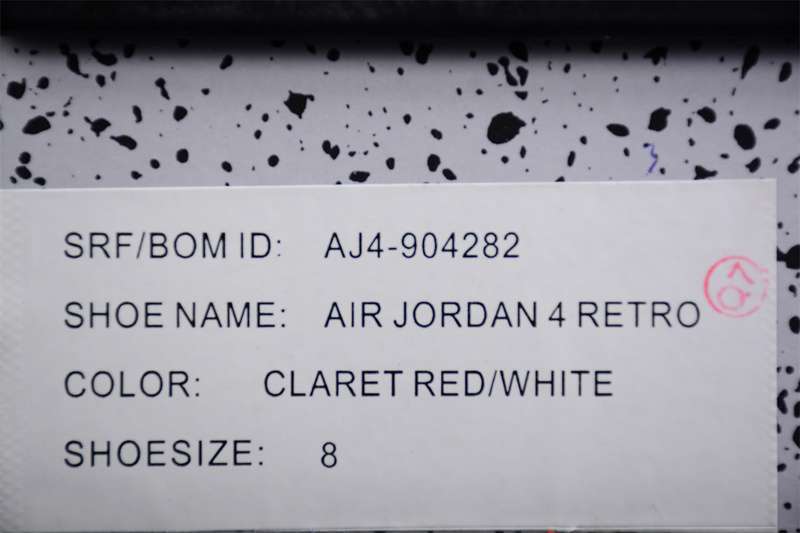 SRF/BOM ID: AJ4-904282
SHOE NAME: AIR JORDAN 4 RETRO
COLOR: CLARET RED/WHITE
SHOESIZE: 8